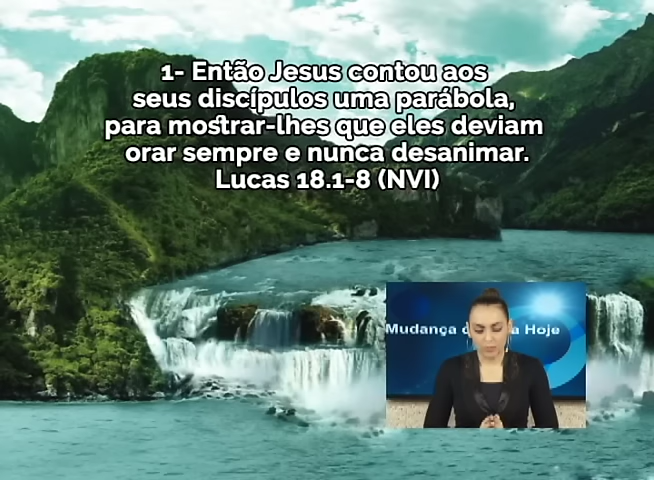 1- Então Jesus contou aos
seus discípulos uma parábola,
para mostrar-lhes que eles deviam
orar sempre e nunca desanimar.
Lucas 18.1-8 (NVI)
Mudança Hoje